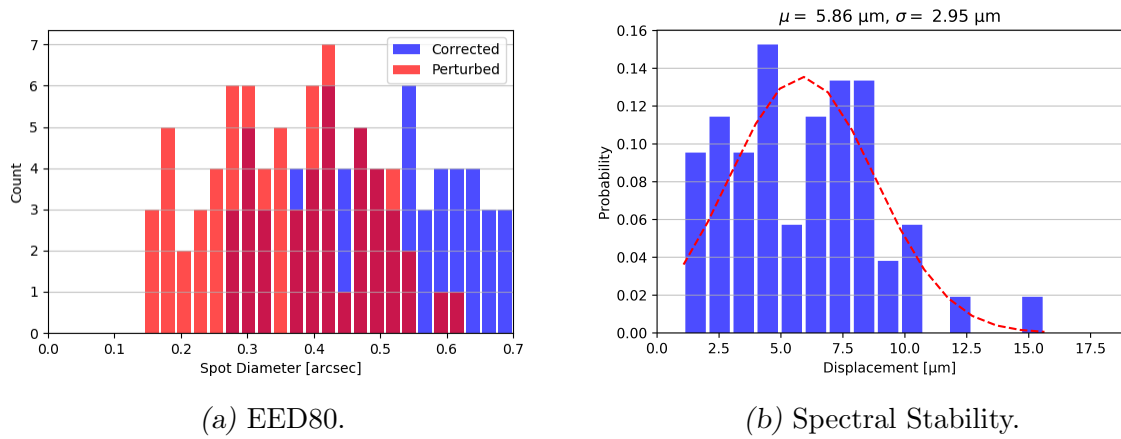 7
6
5
4
3
2
1
0
Count
0.0 0.1 0.2 0.3 0.4 0.5 0.6 0.7
Spot Diameter [arcsec]
Corrected
Perturbed
(a) EED80.
μ = 5.86 μm, σ = 2.95 μm
0.16
0.14
0.12
0.10
0.08
0.06
0.04
0.02
0.00
Probability
0.0 2.5 5.0 7.5 10.0 12.5 15.0 17.5
Displacement [μm]
(b) Spectral Stability.